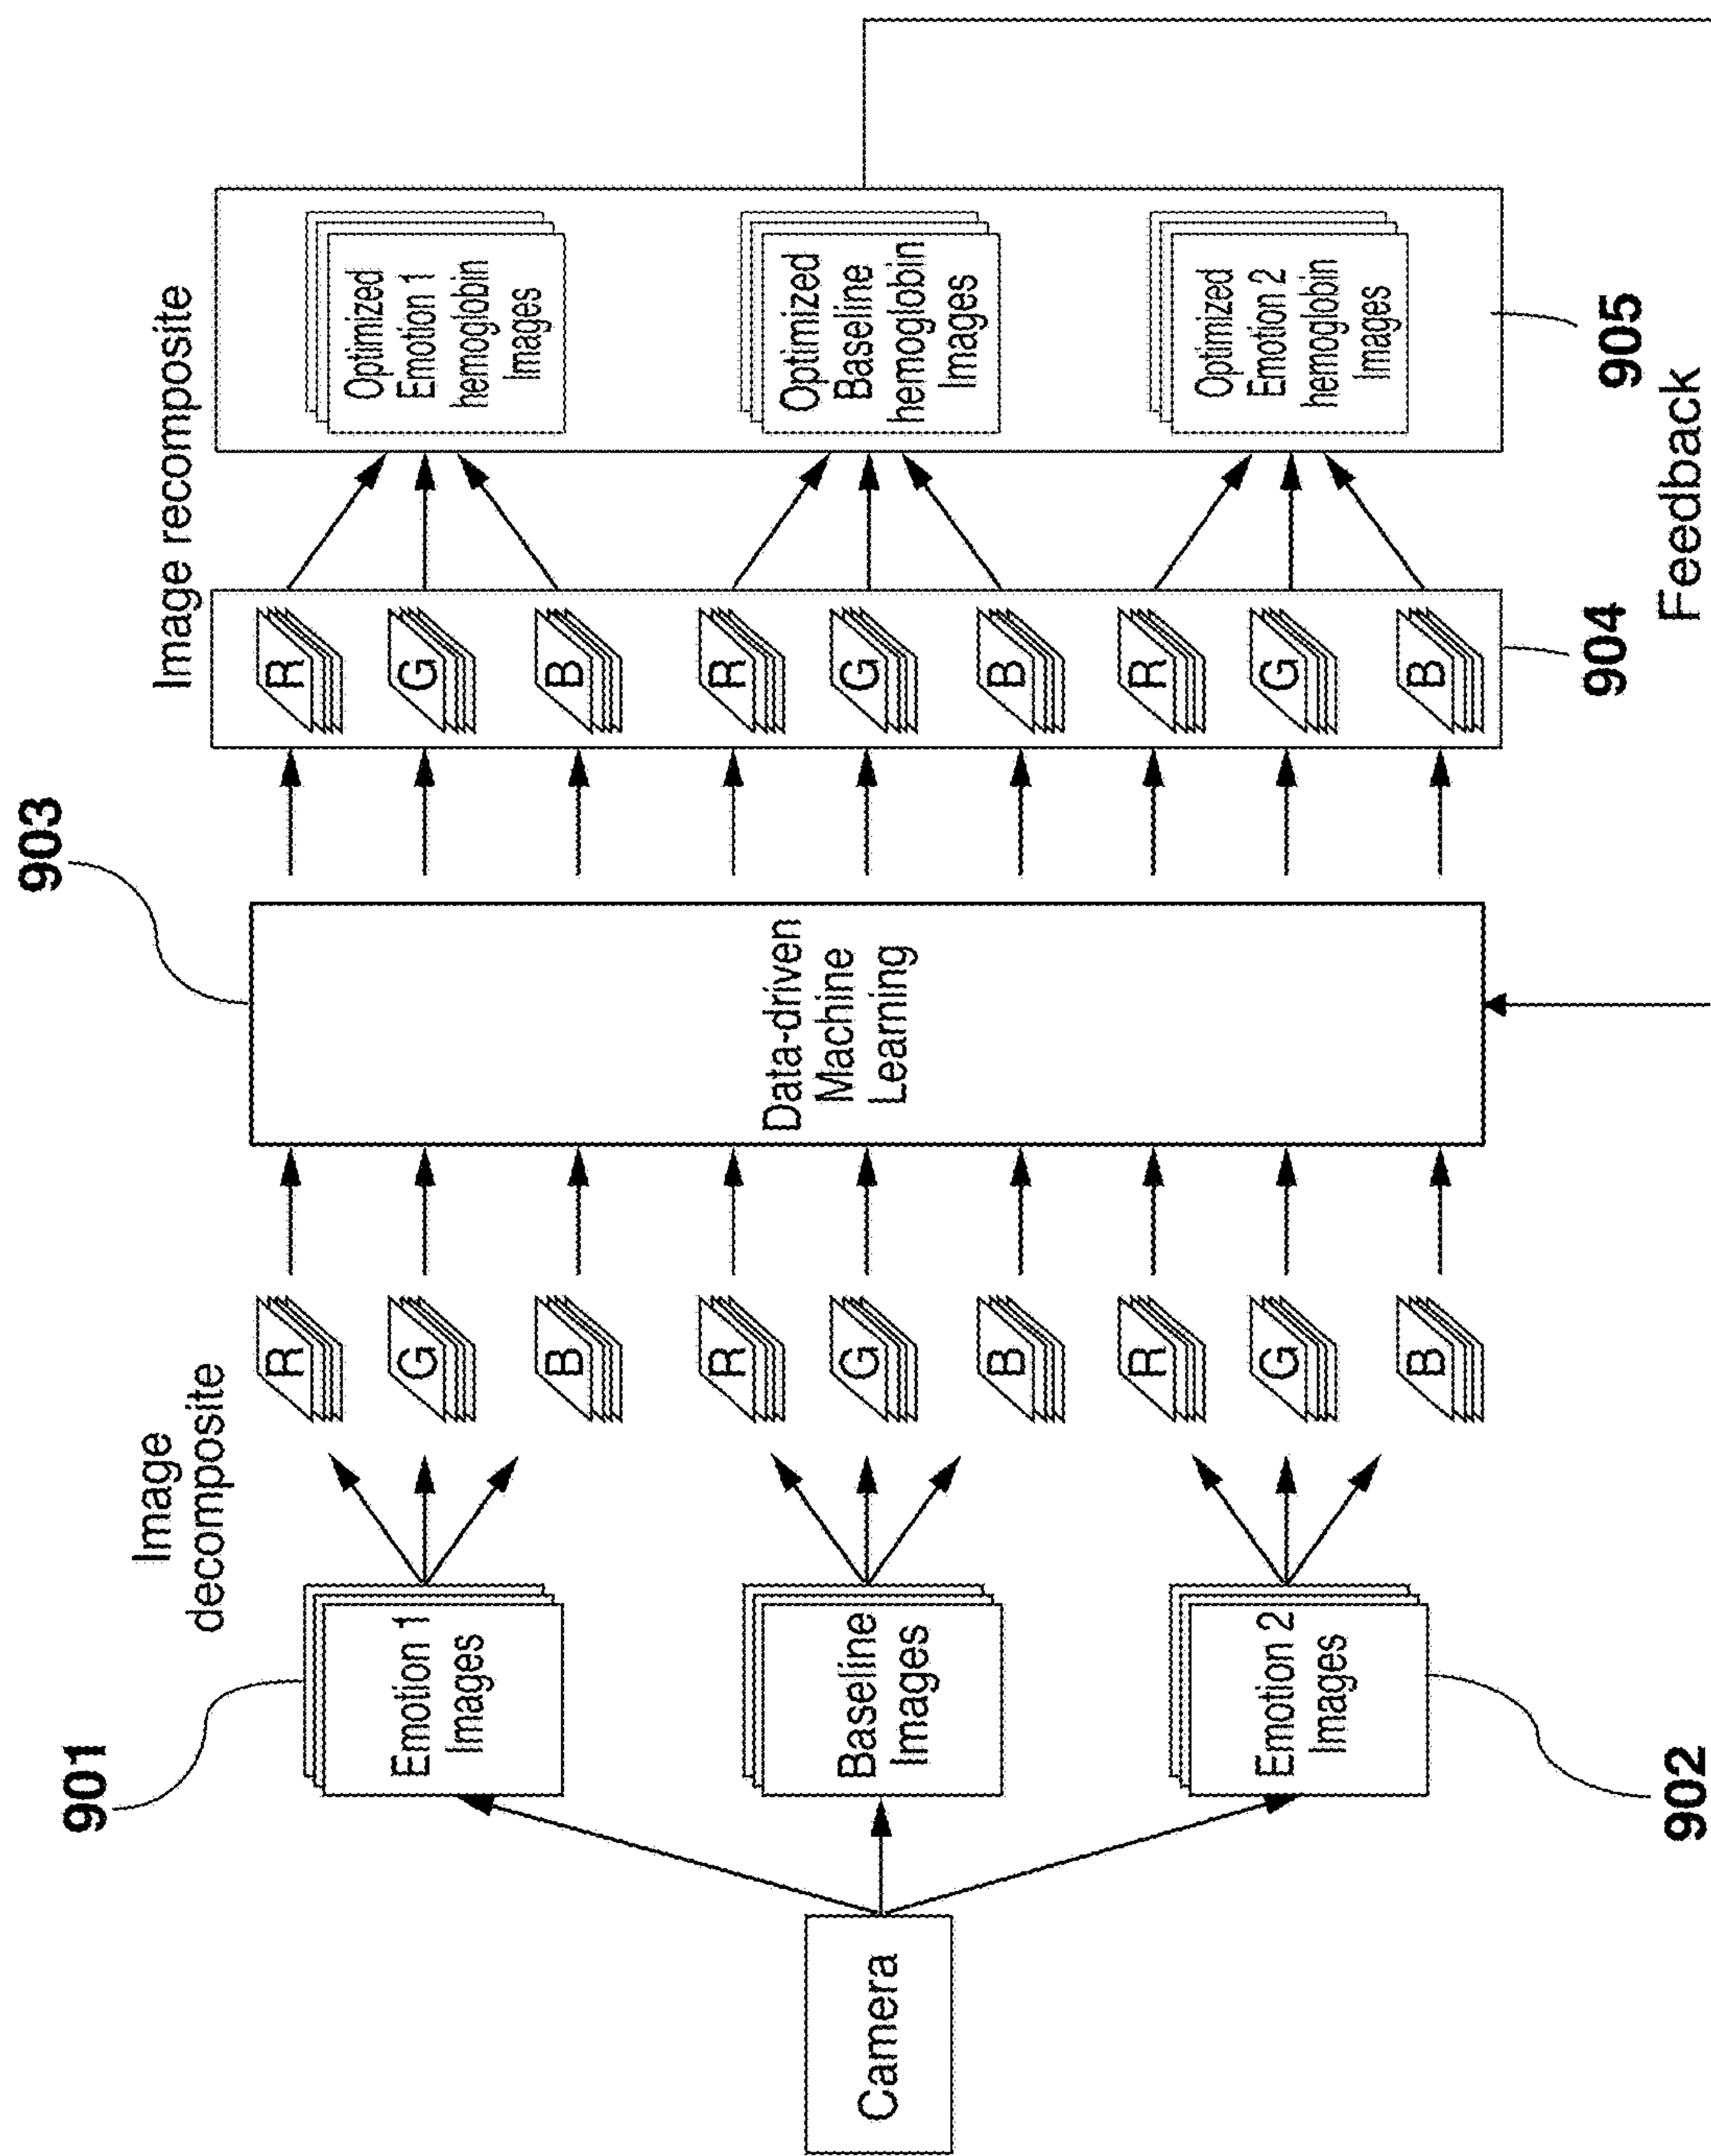 Camera
901
Emotion 1
Images
Baseline
Images
Emotion 2
Images
902
Image
decomposite
R
G
B
R
G
B
R
G
B
903
Data-driven
Machine
Learning
Image recomposite
R
G
B
R
G
B
R
G
B
904
Optimized
Emotion 1
hemoglobin
Images
Optimized
Baseline
hemoglobin
Images
Optimized
Emotion 2
hemoglobin
Images
905
Feedback